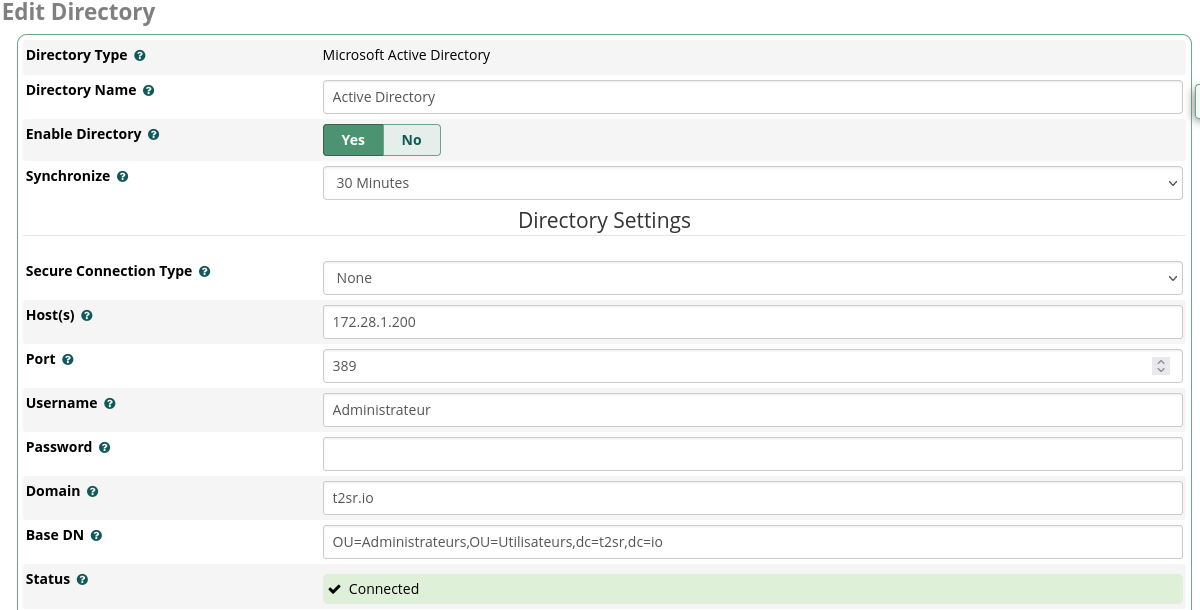 Edit Directory
Directory Type
Microsoft Active Directory
Directory Name
Active Directory
Enable Directory
Yes No
Synchronize
30 Minutes
Directory Settings
Secure Connection Type
None
Host(s)
172.28.1.200
Port
389
Username
Administrateur
Password
Domain
t2sr.io
Base DN
OU=Administrateurs,OU=Utilisateurs,dc=t2sr,dc=io
Status
Connected